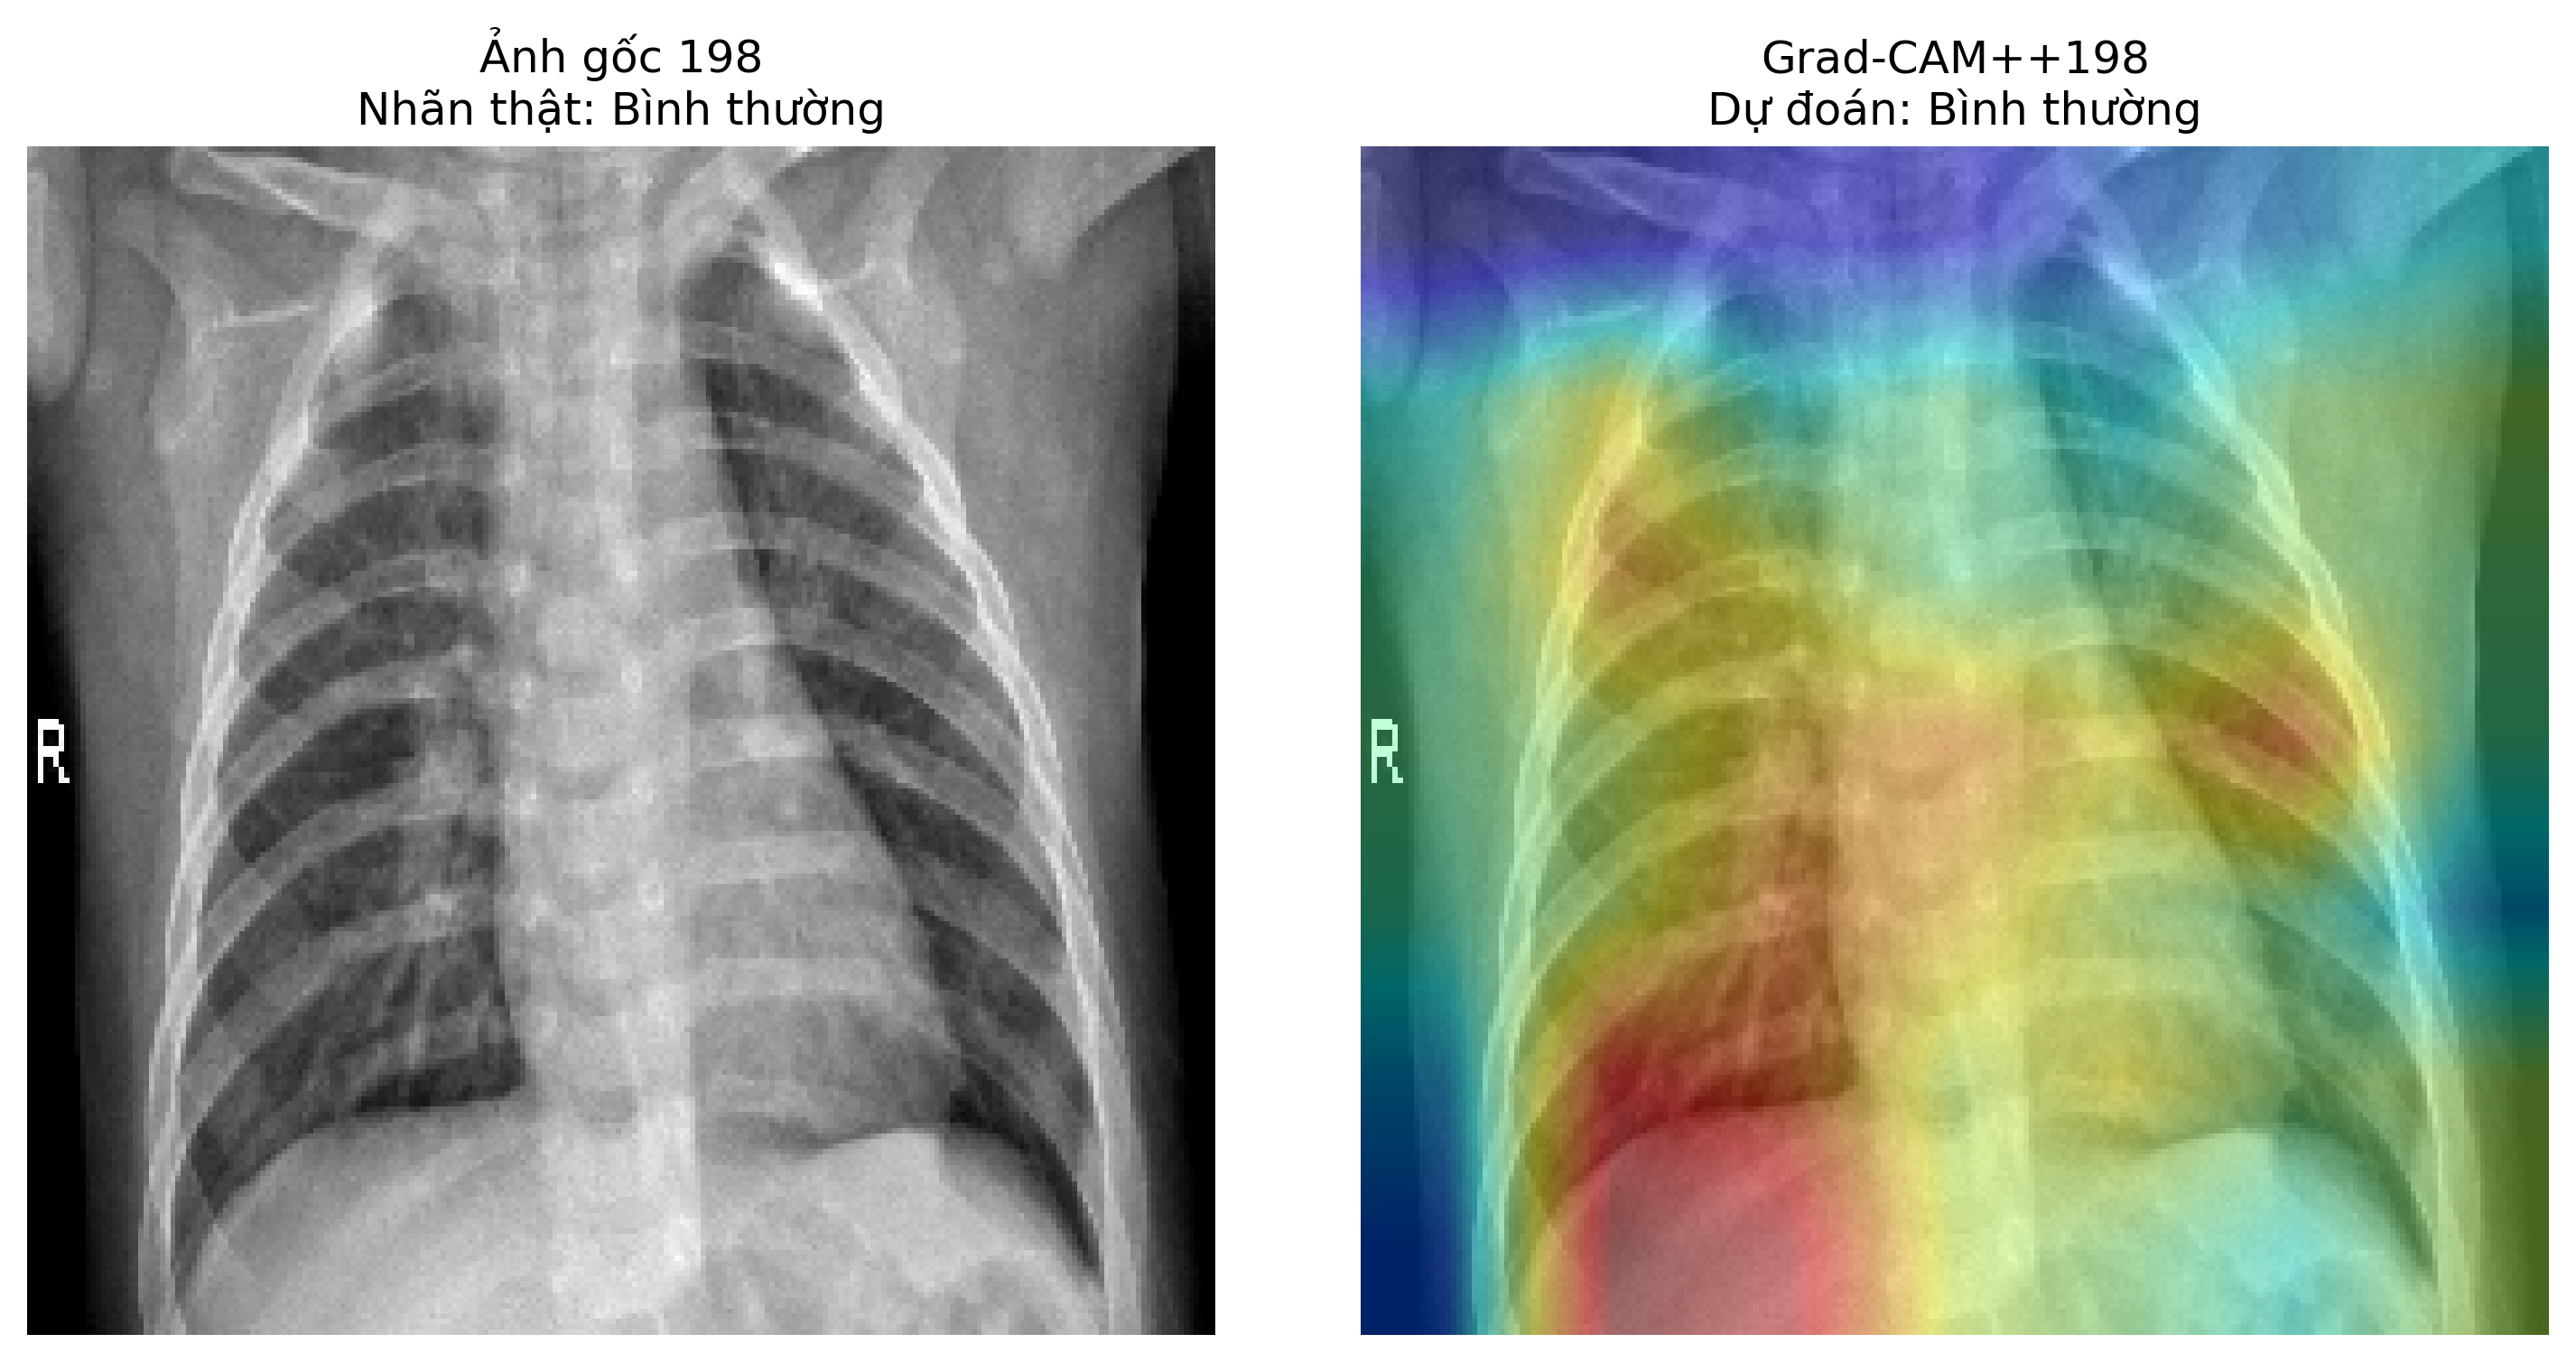 Ảnh gốc 198
Nhãn thật: Bình thường
Grad-CAM++198
Dự đoán: Bình thường
R
R